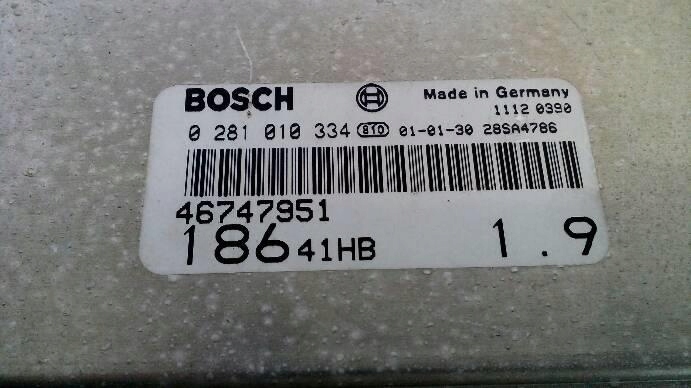 BOSCH Made in Germany
1112 0390
0 281 010 334 810 01-01-30 28SA4786
46747951
186 41HB 1.9